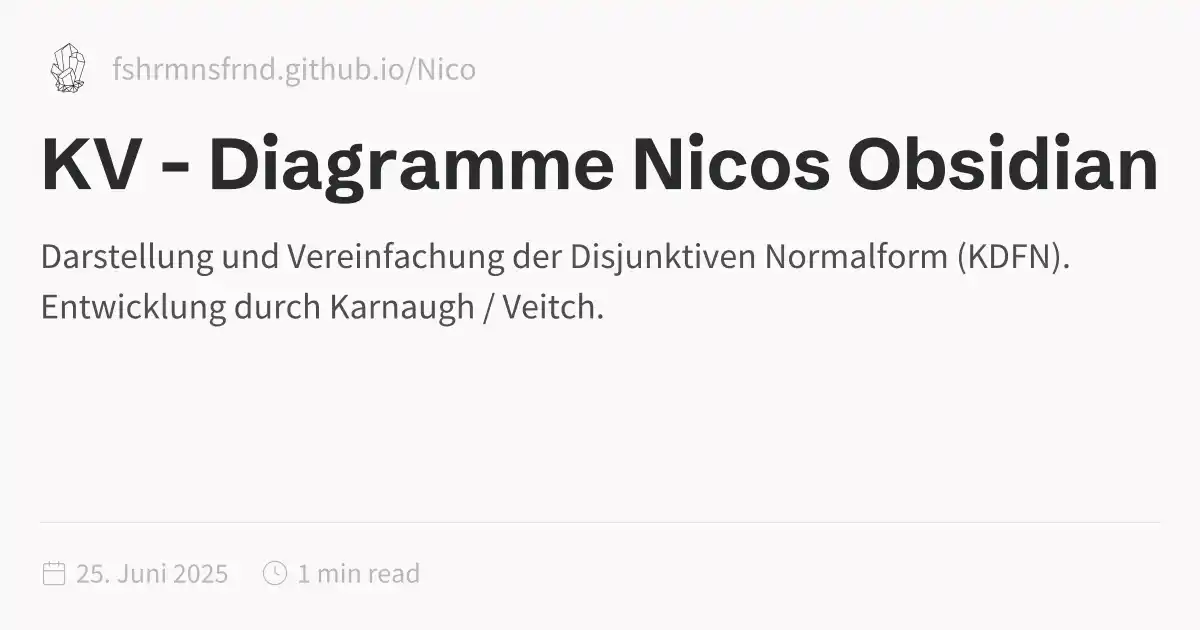 fshrmnsfrnd.github.io/Nico
KV - Diagramme Nicos Obsidian
Darstellung und Vereinfachung der Disjunktiven Normalform (KDFN).
Entwicklung durch Karnaugh / Veitch.
25. Juni 2025 1 min read